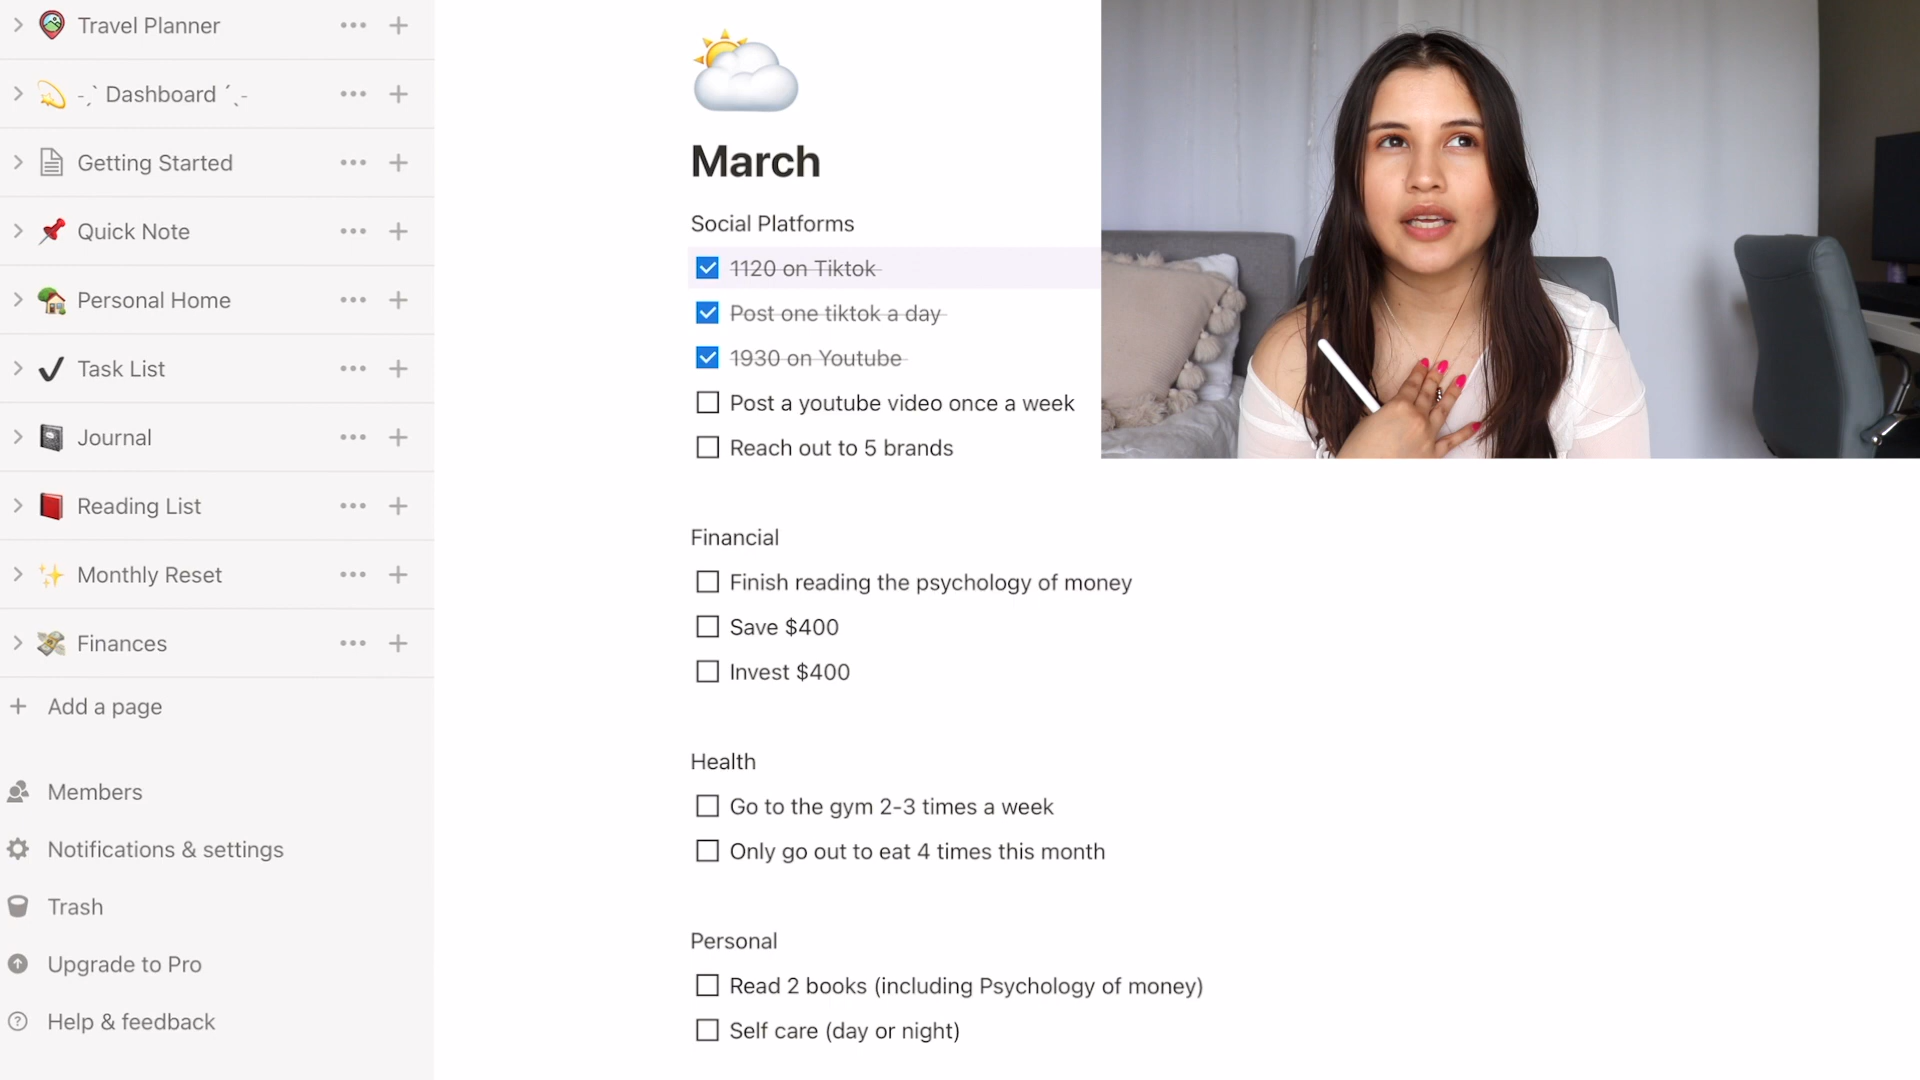 Travel Planner
-ˏˋ Dashboard ˊˎ-
Getting Started
Quick Note
Personal Home
Task List
Journal
Reading List
Monthly Reset
Finances
Add a page
Members
Notifications & settings
Trash
Upgrade to Pro
Help & feedback
March
Social Platforms
1120 on Tiktok
Post one tiktok a day
1930 on Youtube
Post a youtube video once a week
Reach out to 5 brands
Financial
Finish reading the psychology of money
Save $400
Invest $400
Health
Go to the gym 2-3 times a week
Only go out to eat 4 times this month
Personal
Read 2 books (including Psychology of money)
Self care (day or night)